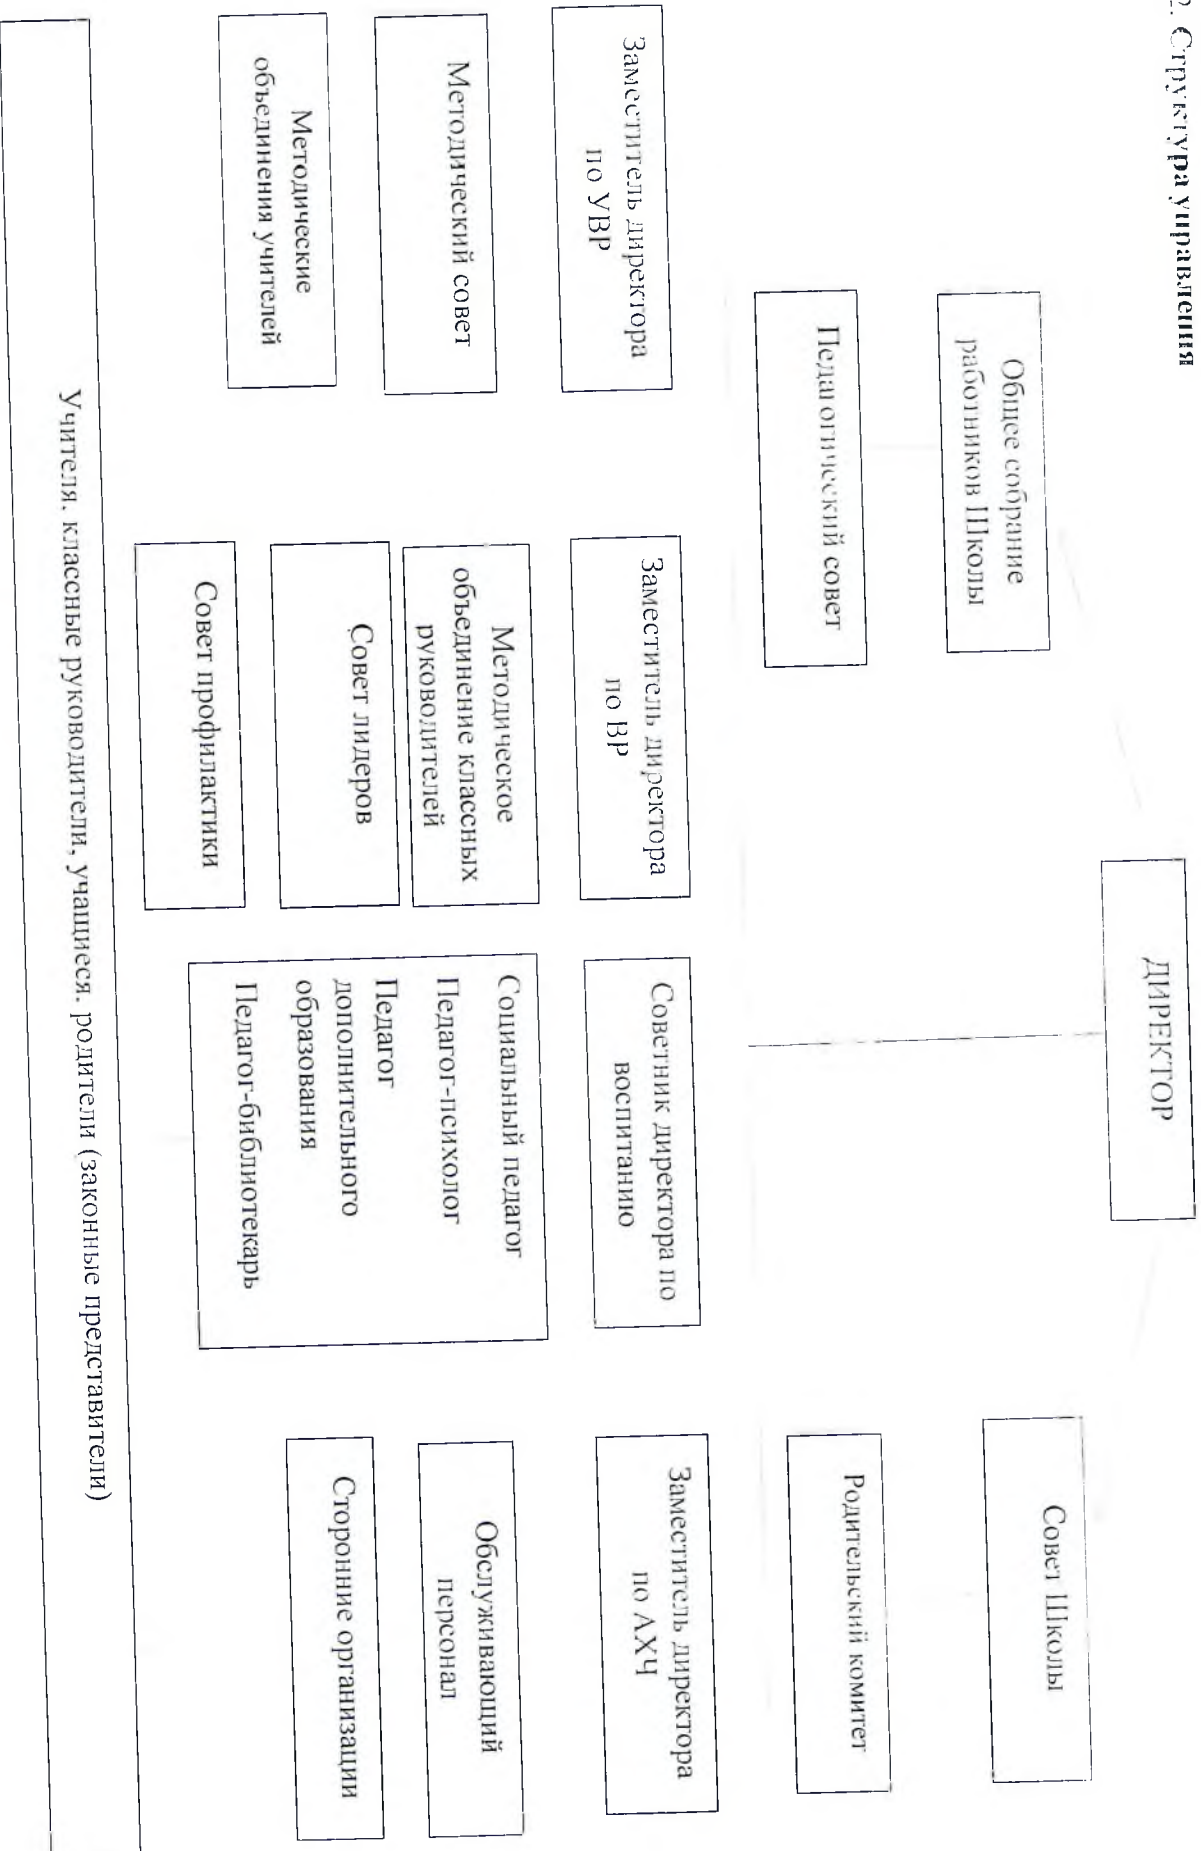 2. Структура управления
ДИРЕКТОР
Общее собрание
работников Школы
Совет Школы
Педагогический совет
Родительский комитет
Заместитель директора
по УВР
Заместитель директора
по ВР
Советник директора по
воспитанию
Заместитель директора
по АХЧ
Методический совет
Методическое
объединение классных
руководителей
Социальный педагог
Педагог-психолог
Педагог
дополнительного
образования
Педагог-библиотекарь
Обслуживающий
персонал
Методические
объединения учителей
Совет лидеров
Сторонние организации
Совет профилактики
Учителя. классные руководители, учащиеся. родители (законные представители)